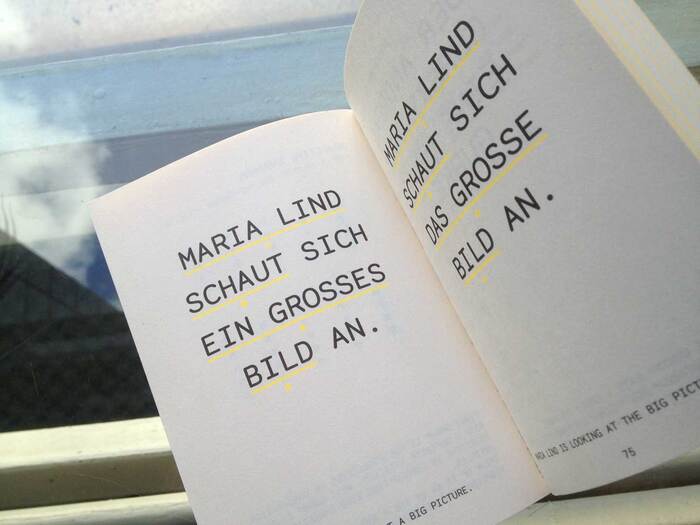 MARIA LIND
SCHAUT SICH
EIN GROSSES
BILD AN.
A BIG PICTURE.
MARIA LIND
SCHAUT SICH
DAS GROSSE
BILD AN.
LIND IS LOOKING AT THE BIG
75